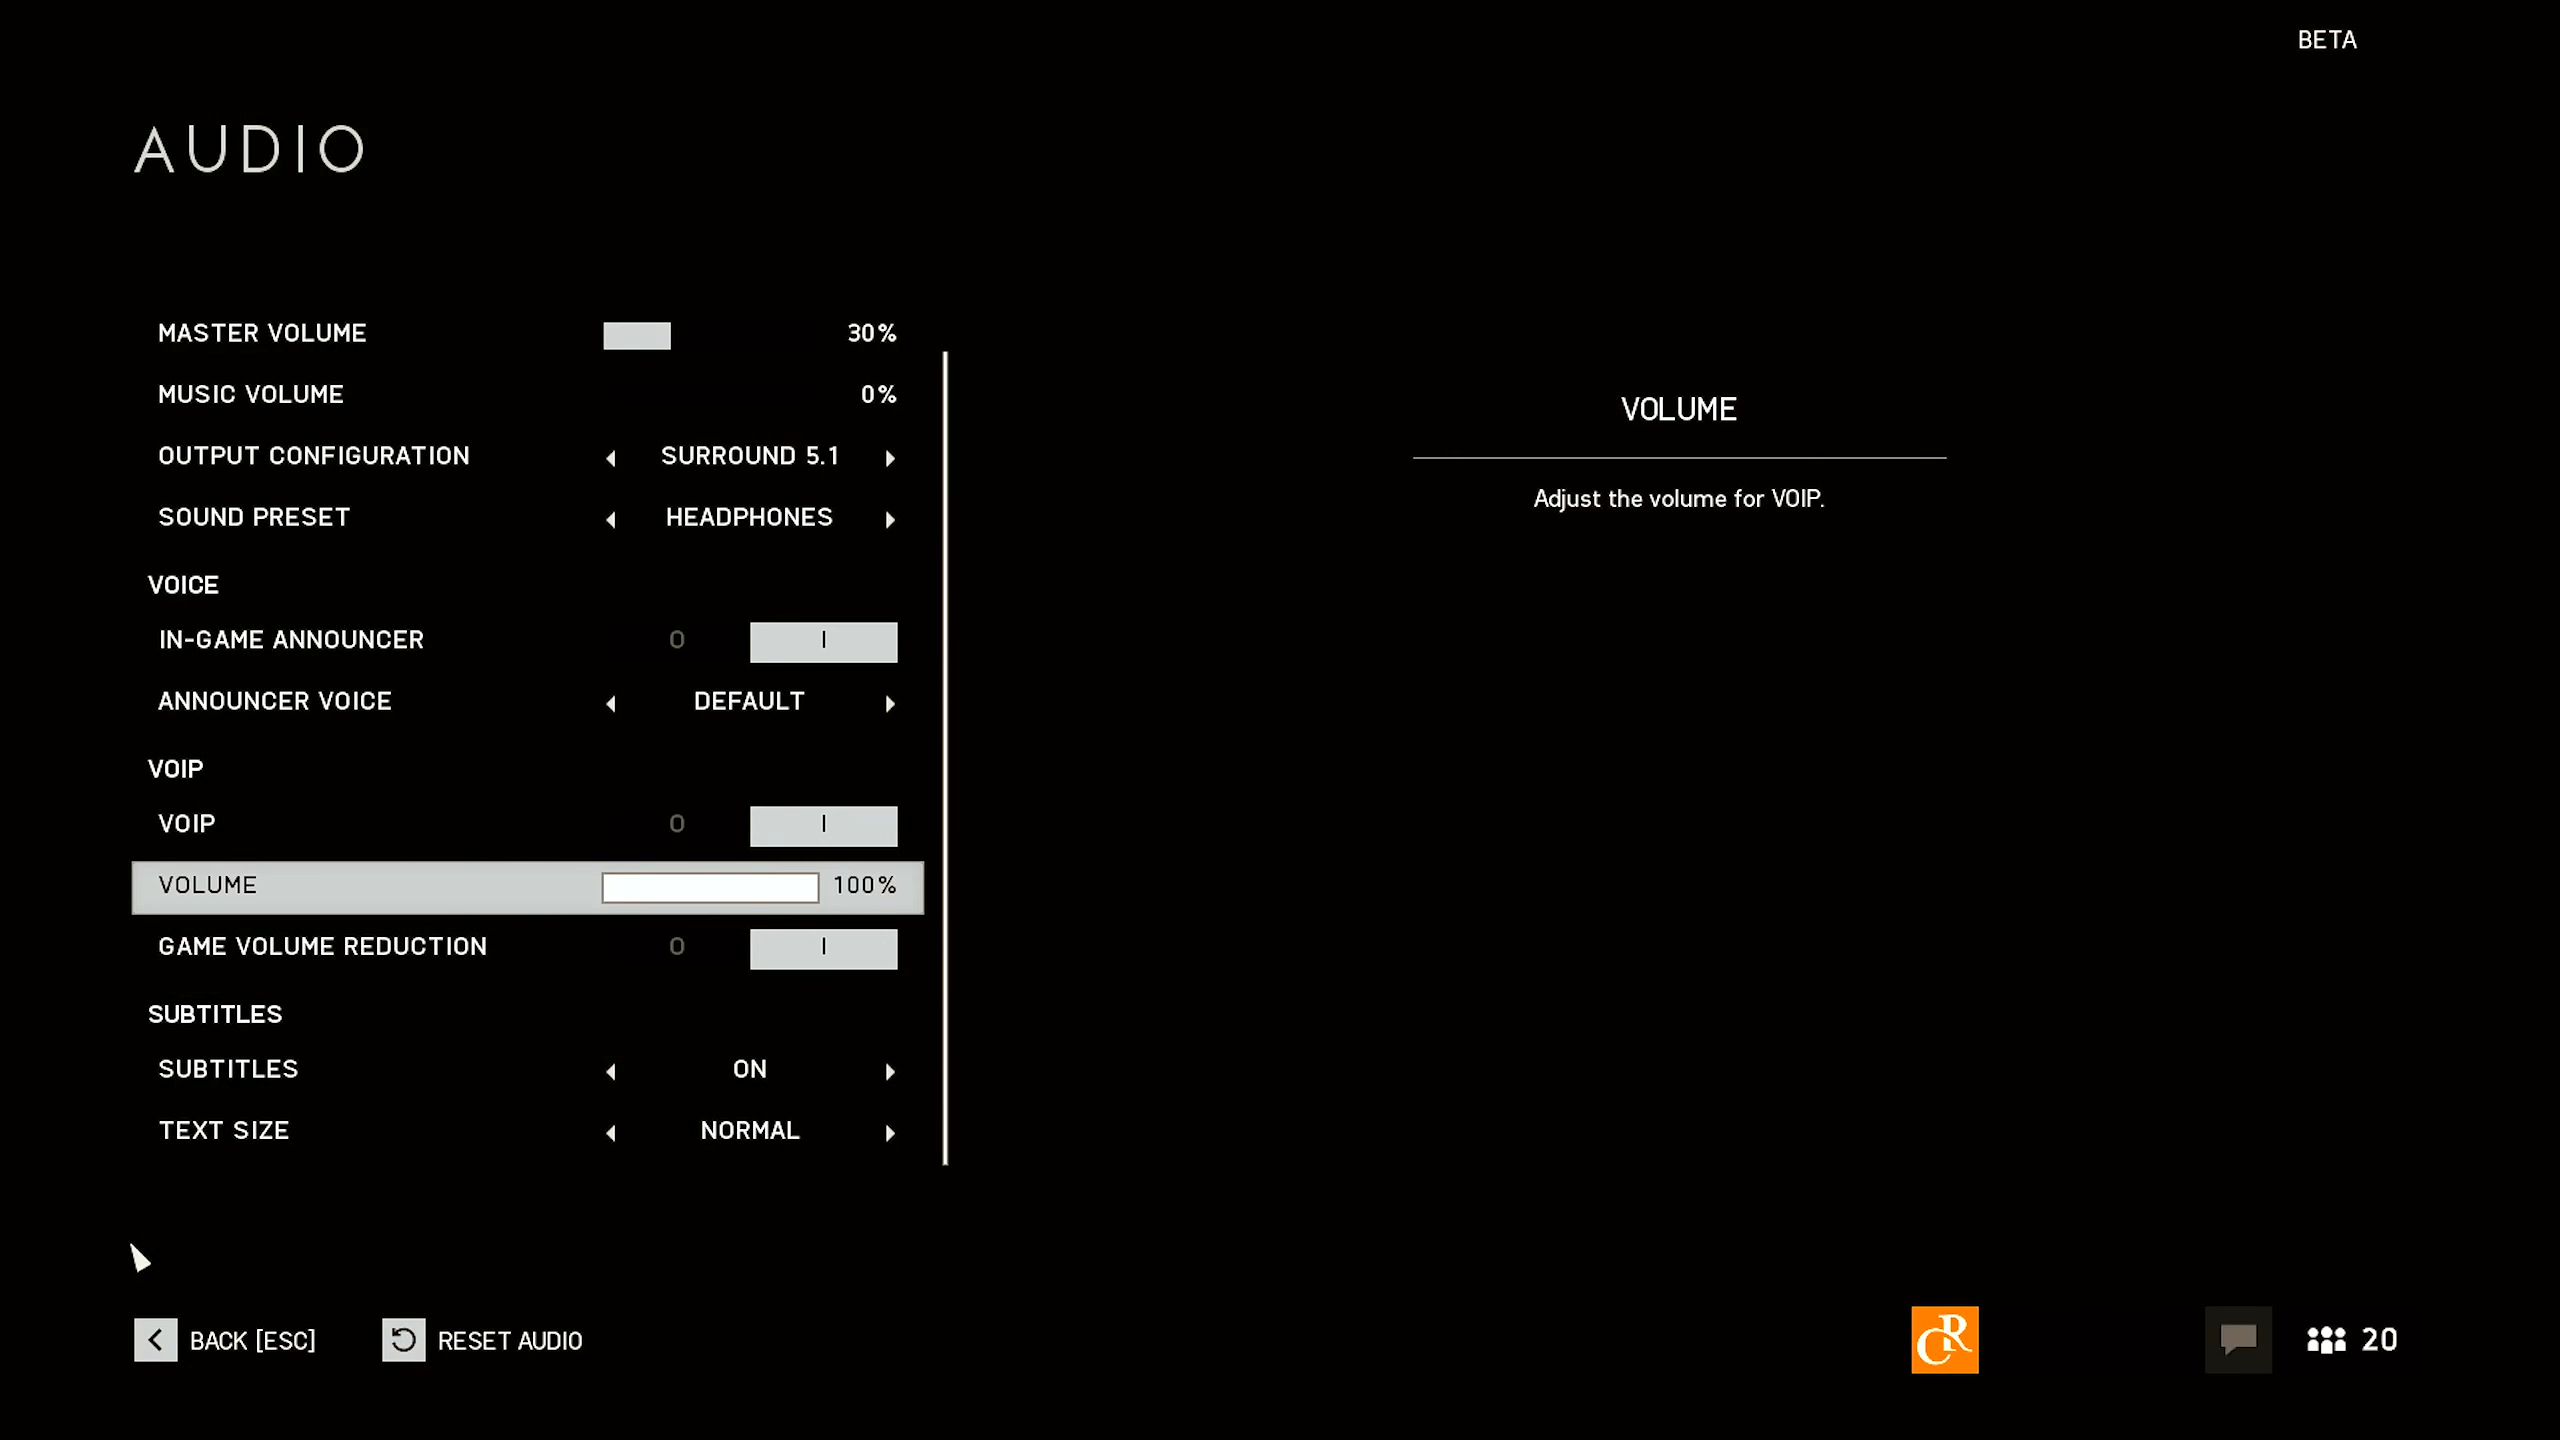 BETA
AUDIO
MASTER VOLUME 30%
MUSIC VOLUME 0%
OUTPUT CONFIGURATION SURROUND 5.1
SOUND PRESET HEADPHONES
VOICE
IN-GAME ANNOUNCER O I
ANNOUNCER VOICE DEFAULT
VOIP
VOIP O I
VOLUME 100%
GAME VOLUME REDUCTION O I
SUBTITLES
SUBTITLES ON
TEXT SIZE NORMAL
VOLUME
Adjust the volume for VOIP.
BACK [ESC] RESET AUDIO
CR
20